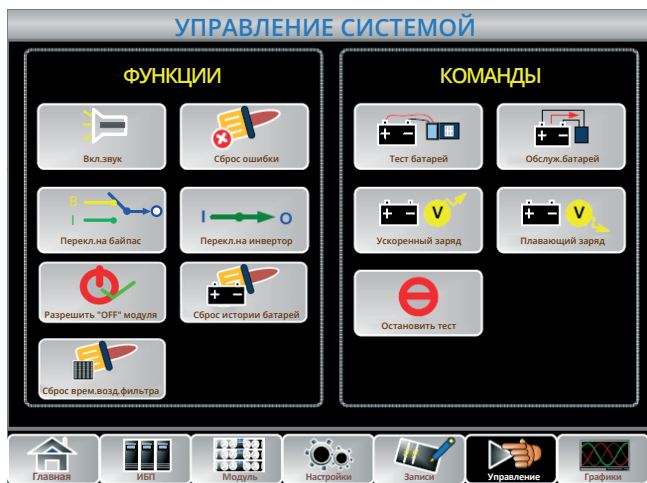 УПРАВЛЕНИЕ СИСТЕМОЙ
ФУНКЦИИ
Вкл.звук
Сброс ошибки
B
I
Перекл.на байпас
I O
Перекл.на инвертор
Разрешить "OFF" модуля
Сброс истории батарей
Сброс врем.возд.фильтра
КОМАНДЫ
Тест батарей
Обслуж.батарей
V
Ускоренный заряд
V
Плавающий заряд
Остановить тест
Главная
ИБП
Модуль
Настройки
Записи
Управление
Графики